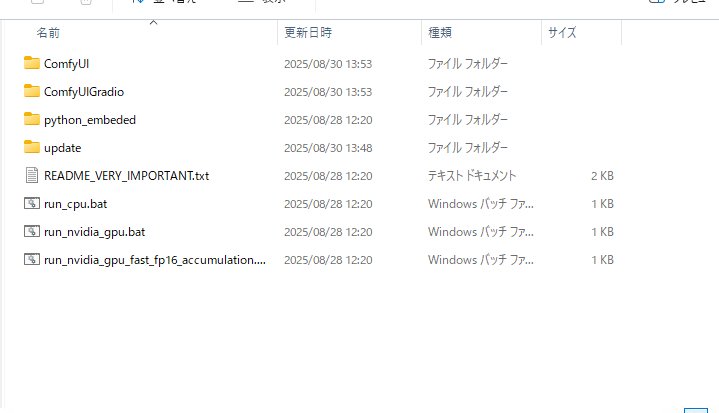 名前 更新日時 種類 サイズ
ComfyUI 2025/08/30 13:53 ファイル フォルダー
ComfyUIGradio 2025/08/30 13:53 ファイル フォルダー
python_embeded 2025/08/28 12:20 ファイル フォルダー
update 2025/08/30 13:48 ファイル フォルダー
README_VERY_IMPORTANT.txt 2025/08/28 12:20 テキスト ドキュメント 2 KB
run_cpu.bat 2025/08/28 12:20 Windows バッチ ファ... 1 KB
run_nvidia_gpu.bat 2025/08/28 12:20 Windows バッチ ファ... 1 KB
run_nvidia_gpu_fast_fp16_accumulation.... 2025/08/28 12:20 Windows バッチ ファ... 1 KB